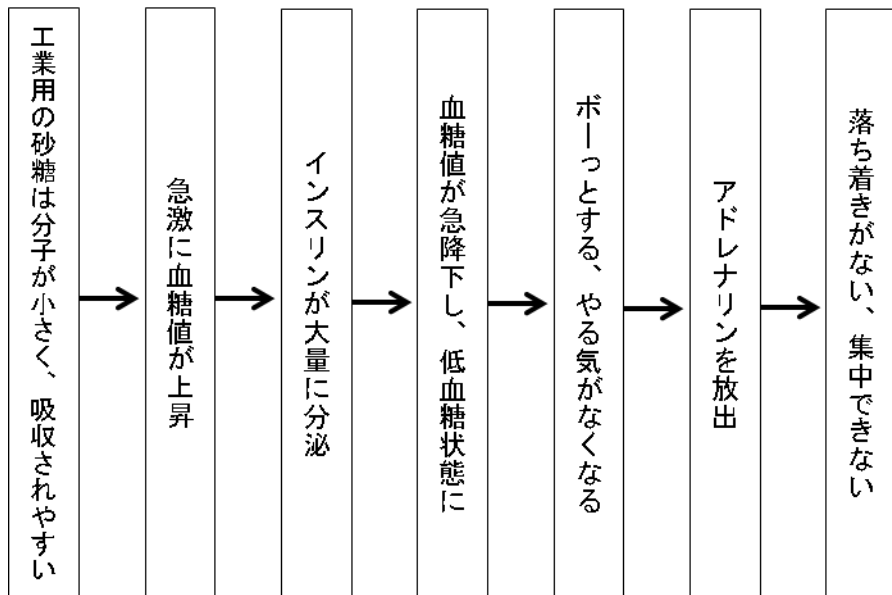 工業用の砂糖は分子が小さく、吸収されやすい
急激に血糖値が上昇
インスリンが大量に分泌
血糖値が急降下し、低血糖状態に
ボーっとする、やる気がなくなる
アドレナリンを放出
落ち着きがない、集中できない